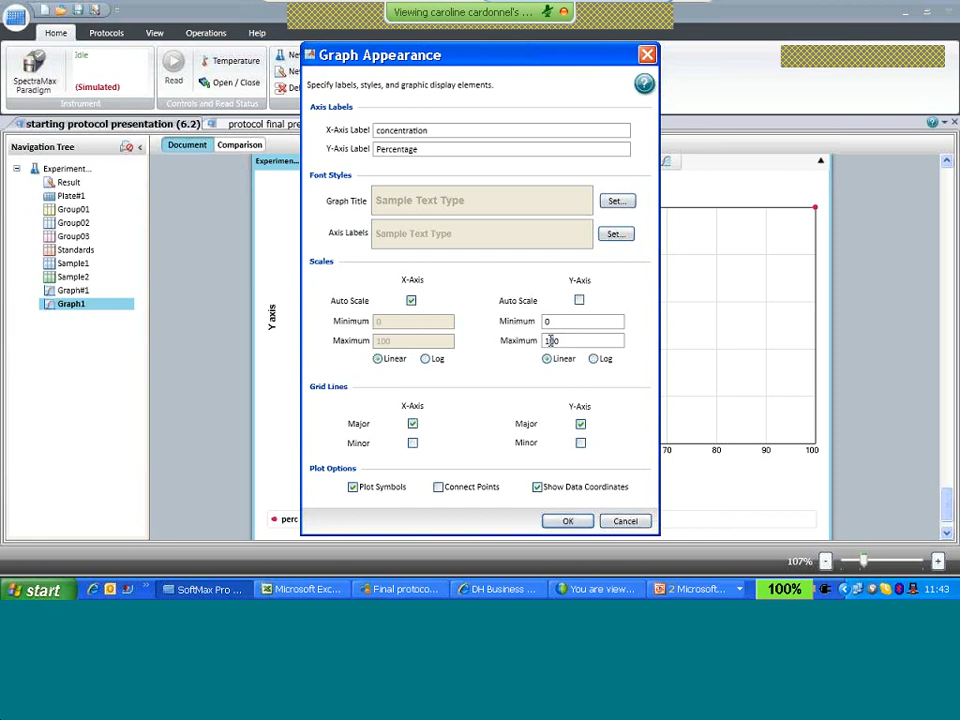 Viewing caroline cardonnel's ...
Home Protocols View Operations Help
SpectraMax
Paradigm
Idle
(Simulated)
Instrument
Read
Temperature
Open / Close
Controls and Read Status
Graph Appearance
Specify labels, styles, and graphic display elements.
Axis Labels
X-Axis Label concentration
Y-Axis Label Percentage
Font Styles
Graph Title Sample Text Type Set...
Axis Labels Sample Text Type Set...
Scales
X-Axis Y-Axis
Auto Scale Auto Scale
Minimum 0 Minimum 0
Maximum 100 Maximum 100
Linear Log Linear Log
Grid Lines
X-Axis Y-Axis
Major Major
Minor Minor
Plot Options
Plot Symbols Connect Points Show Data Coordinates
OK Cancel
starting protocol presentation (6.2) protocol final pre
Navigation Tree
Document Comparison
Experimen...
Experiment...
Result
Plate#1
Group01
Group02
Group03
Standards
Sample1
Sample2
Graph#1
Graph1
Y axis
70 80 90 100
perc
107%
start
SoftMax Pro ...
Microsoft Exc...
Final protoco...
DH Business ...
You are view...
2 Microsoft...
100%
11:43